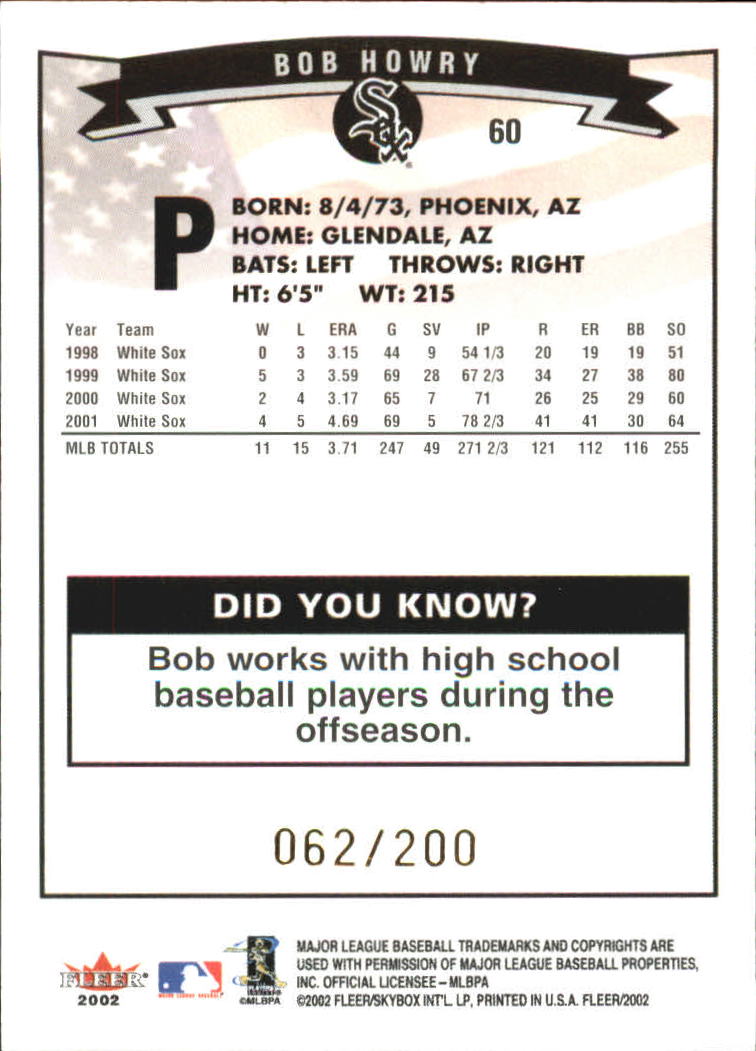 BOB HOWRY
Sox
60
P
BORN: 8/4/73, PHOENIX, AZ
HOME: GLENDALE, AZ
BATS: LEFT THROWS: RIGHT
HT: 6'5" WT: 215
Year Team W L ERA G SV IP R ER BB SO
1998 White Sox 0 3 3.15 44 9 54 1/3 20 19 19 51
1999 White Sox 5 3 3.59 69 28 67 2/3 34 27 38 80
2000 White Sox 2 4 3.17 65 7 71 26 25 29 60
2001 White Sox 4 5 4.69 69 5 78 2/3 41 41 30 64
MLB TOTALS 11 15 3.71 247 49 271 2/3 121 112 116 255
DID YOU KNOW?
Bob works with high school
baseball players during the
offseason.
062/200
MAJOR LEAGUE BASEBALL TRADEMARKS AND COPYRIGHTS ARE
USED WITH PERMISSION OF MAJOR LEAGUE BASEBALL PROPERTIES,
INC. OFFICIAL LICENSEE – MLBPA
©2002 FLEER/SKYBOX INT'L. LP, PRINTED IN U.S.A. FLEER/2002
FLEER
2002
MAJOR LEAGUE BASEBALL
©MLBPA